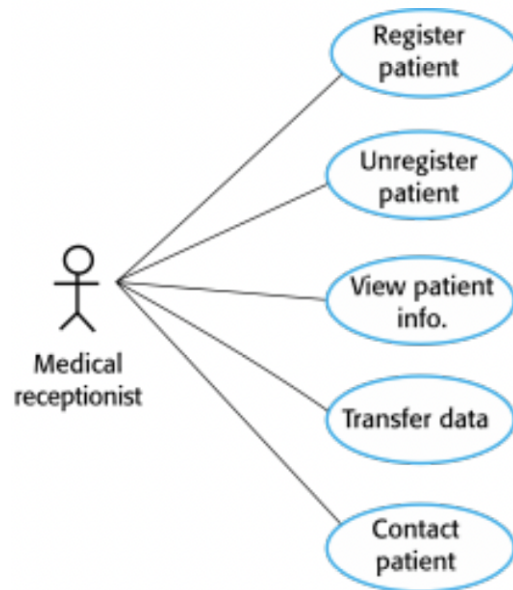 Register
patient
Unregister
patient
View patient
info.
Medical
receptionist
Transfer data
Contact
patient